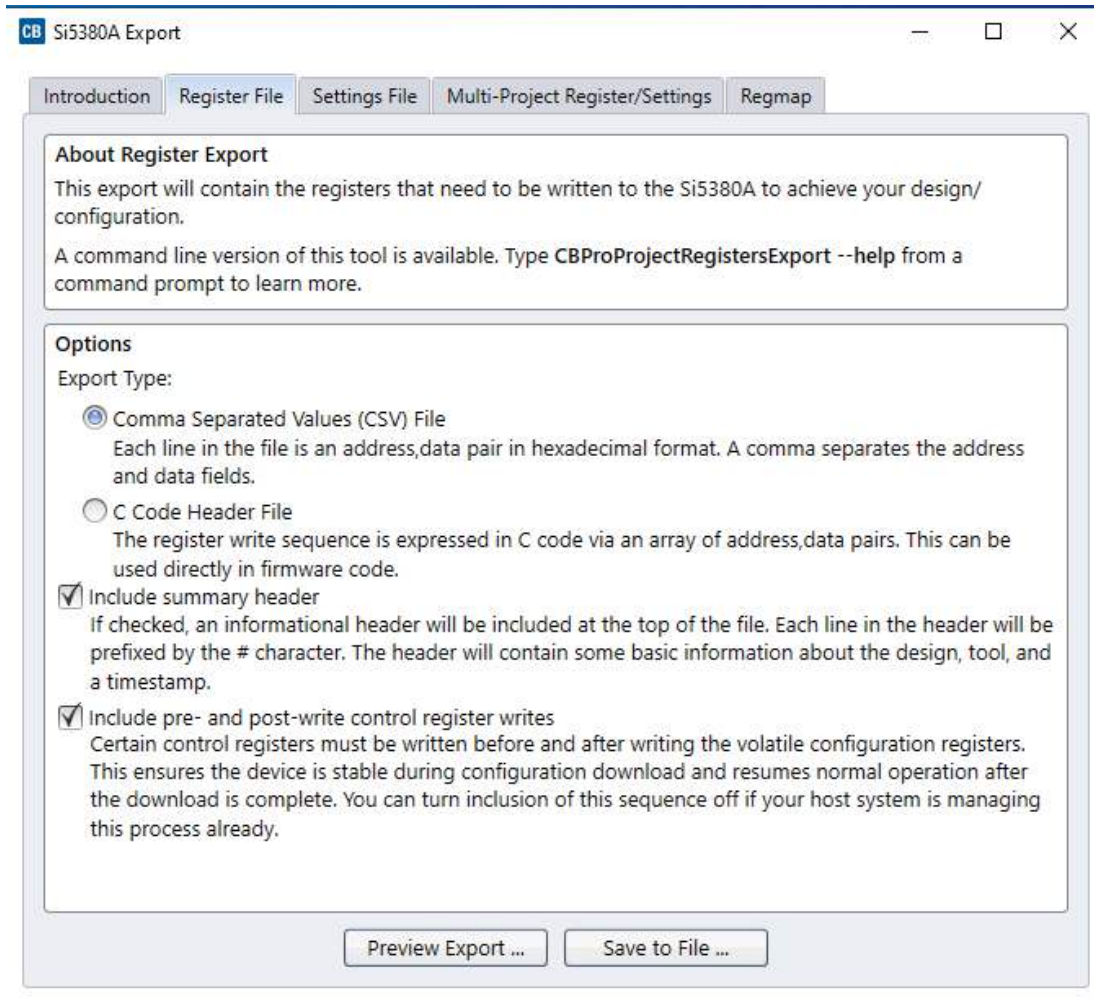 CB Si5380A Export
Introduction Register File Settings File Multi-Project Register/Settings Regmap
About Register Export
This export will contain the registers that need to be written to the Si5380A to achieve your design/
configuration.
A command line version of this tool is available. Type CBProProjectRegistersExport --help from a
command prompt to learn more.
Options
Export Type:
Comma Separated Values (CSV) File
Each line in the file is an address,data pair in hexadecimal format. A comma separates the address
and data fields.
C Code Header File
The register write sequence is expressed in C code via an array of address,data pairs. This can be
used directly in firmware code.
Include summary header
If checked, an informational header will be included at the top of the file. Each line in the header will be
prefixed by the # character. The header will contain some basic information about the design, tool, and
a timestamp.
Include pre- and post-write control register writes
Certain control registers must be written before and after writing the volatile configuration registers.
This ensures the device is stable during configuration download and resumes normal operation after
the download is complete. You can turn inclusion of this sequence off if your host system is managing
this process already.
Preview Export ... Save to File ...